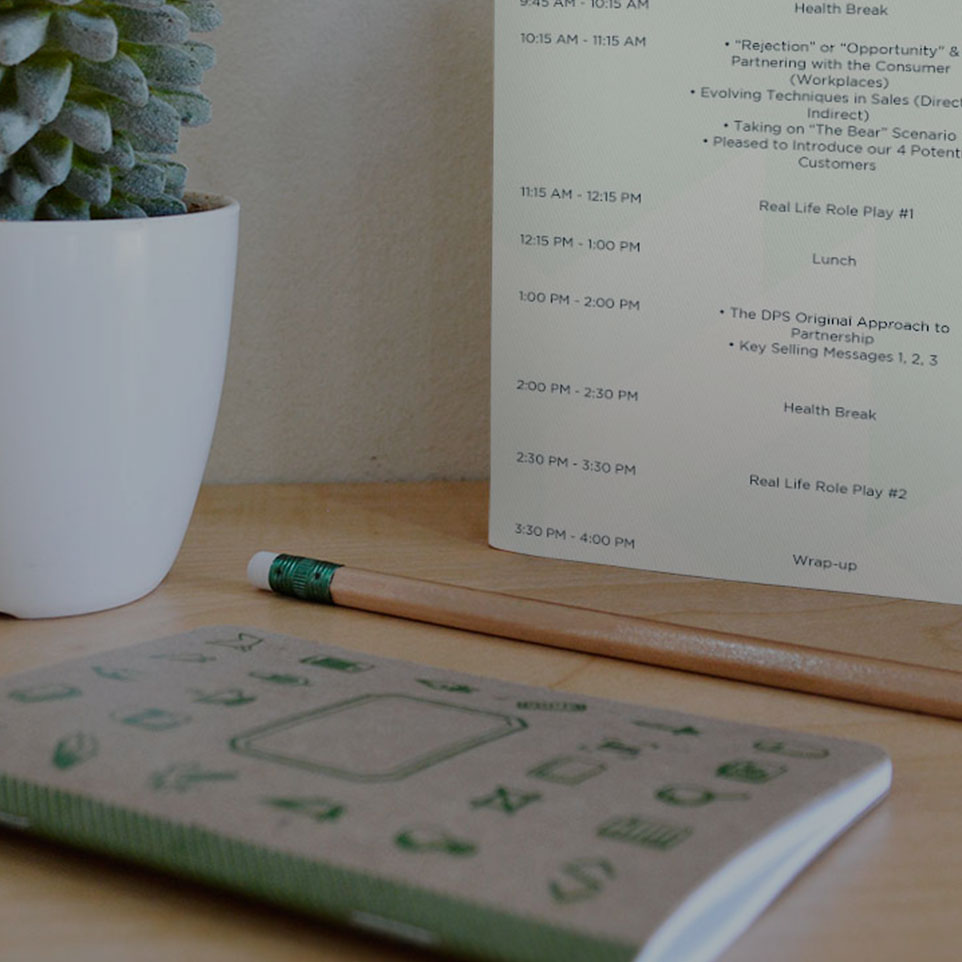 9:45 AM - 10:15 AM
Health Break
10:15 AM - 11:15 AM
• “Rejection” or “Opportunity” &
Partnering with the Consumer
(Workplaces)
• Evolving Techniques in Sales (Direct
Indirect)
• Taking on “The Bear” Scenario
• Pleased to Introduce our 4 Potenti
Customers
11:15 AM - 12:15 PM
Real Life Role Play #1
12:15 PM - 1:00 PM
Lunch
1:00 PM - 2:00 PM
• The DPS Original Approach to
Partnership
• Key Selling Messages 1, 2, 3
2:00 PM - 2:30 PM
Health Break
2:30 PM - 3:30 PM
Real Life Role Play #2
3:30 PM - 4:00 PM
Wrap-up